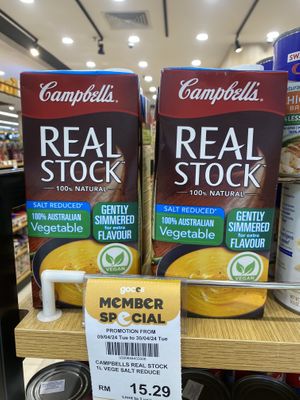 Campbell's
REAL
STOCK
100% NATURAL
SALT REDUCED
100% AUSTRALIAN
Vegetable
GENTLY
SIMMERED
for extra
FLAVOUR
VEGAN
Campbell's
REAL
STOCK
100% NATURAL
SALT REDUCED
100% AUSTRALIAN
Vegetable
GENTLY
SIMMERED
for extra
FLAVOUR
VEGAN
MEMBER
SPECIAL
PROMOTION FROM
09/04/24 Tue to 30/04/24 Tue
CAMPBELLS REAL STOCK
1L VEGE SALT REDUCE
RM 15.29